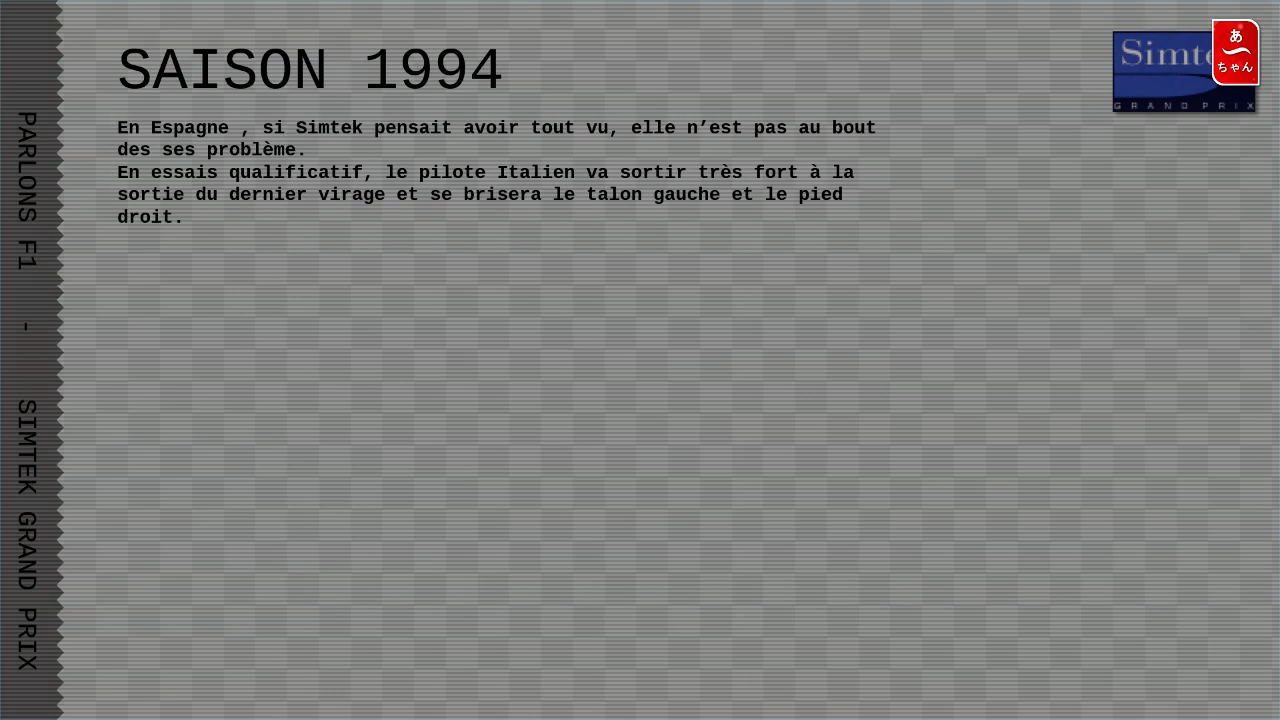 SAISON 1994
En Espagne , si Simtek pensait avoir tout vu, elle n’est pas au bout
des ses problème.
En essais qualificatif, le pilote Italien va sortir très fort à la
sortie du dernier virage et se brisera le talon gauche et le pied
droit.
PARLONS F1 - SIMTEK GRAND PRIX
GRAND PRIX
あー
ちゃん